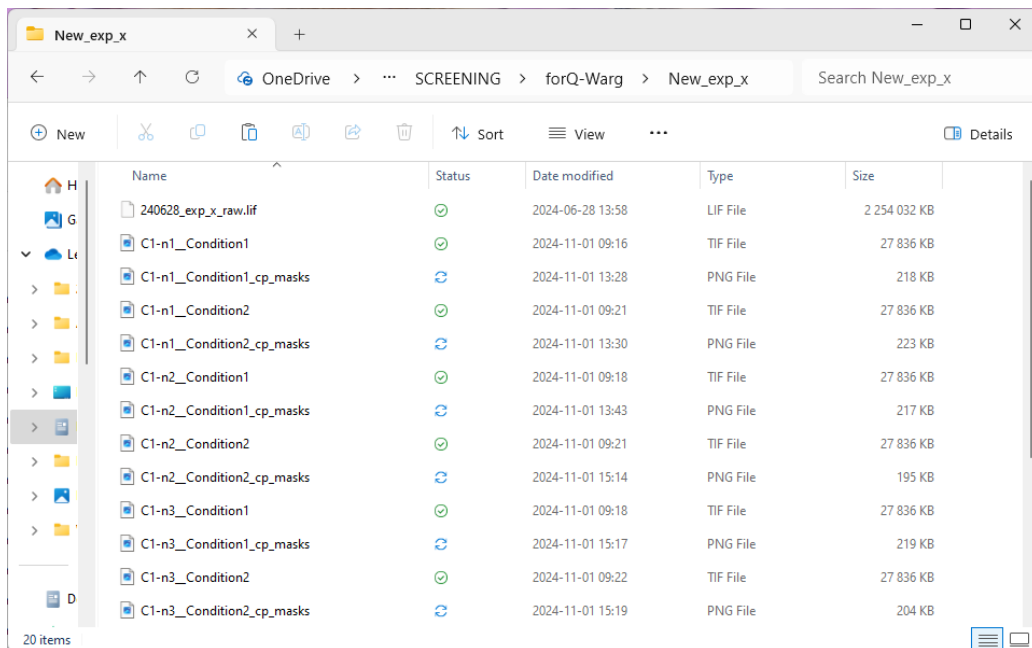 New_exp_x
OneDrive > ... SCREENING > forQ-Warg > New_exp_x Search New_exp_x
New Sort View ... Details
Name Status Date modified Type Size
240628_exp_x_raw.lif 2024-06-28 13:58 LIF File 2 254 032 KB
C1-n1__Condition1 2024-11-01 09:16 TIF File 27 836 KB
C1-n1__Condition1_cp_masks 2024-11-01 13:28 PNG File 218 KB
C1-n1__Condition2 2024-11-01 09:21 TIF File 27 836 KB
C1-n1__Condition2_cp_masks 2024-11-01 13:30 PNG File 223 KB
C1-n2__Condition1 2024-11-01 09:18 TIF File 27 836 KB
C1-n2__Condition1_cp_masks 2024-11-01 13:43 PNG File 217 KB
C1-n2__Condition2 2024-11-01 09:21 TIF File 27 836 KB
C1-n2__Condition2_cp_masks 2024-11-01 15:14 PNG File 195 KB
C1-n3__Condition1 2024-11-01 09:18 TIF File 27 836 KB
C1-n3__Condition1_cp_masks 2024-11-01 15:17 PNG File 219 KB
C1-n3__Condition2 2024-11-01 09:22 TIF File 27 836 KB
C1-n3__Condition2_cp_masks 2024-11-01 15:19 PNG File 204 KB
20 items